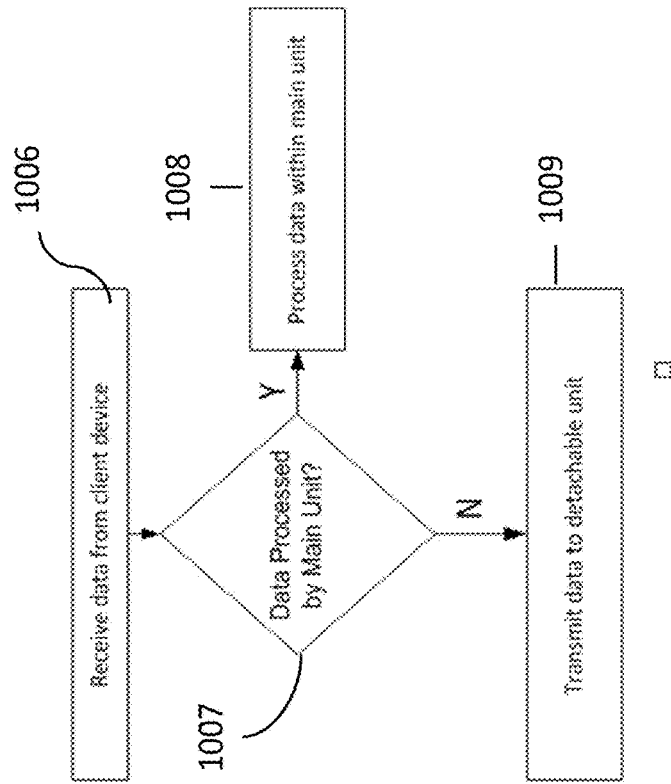 1006
Receive data from client device
1007
Data Processed
by Main Unit?
Y
1008
Process data within main unit
N
1009
Transmit data to detachable unit